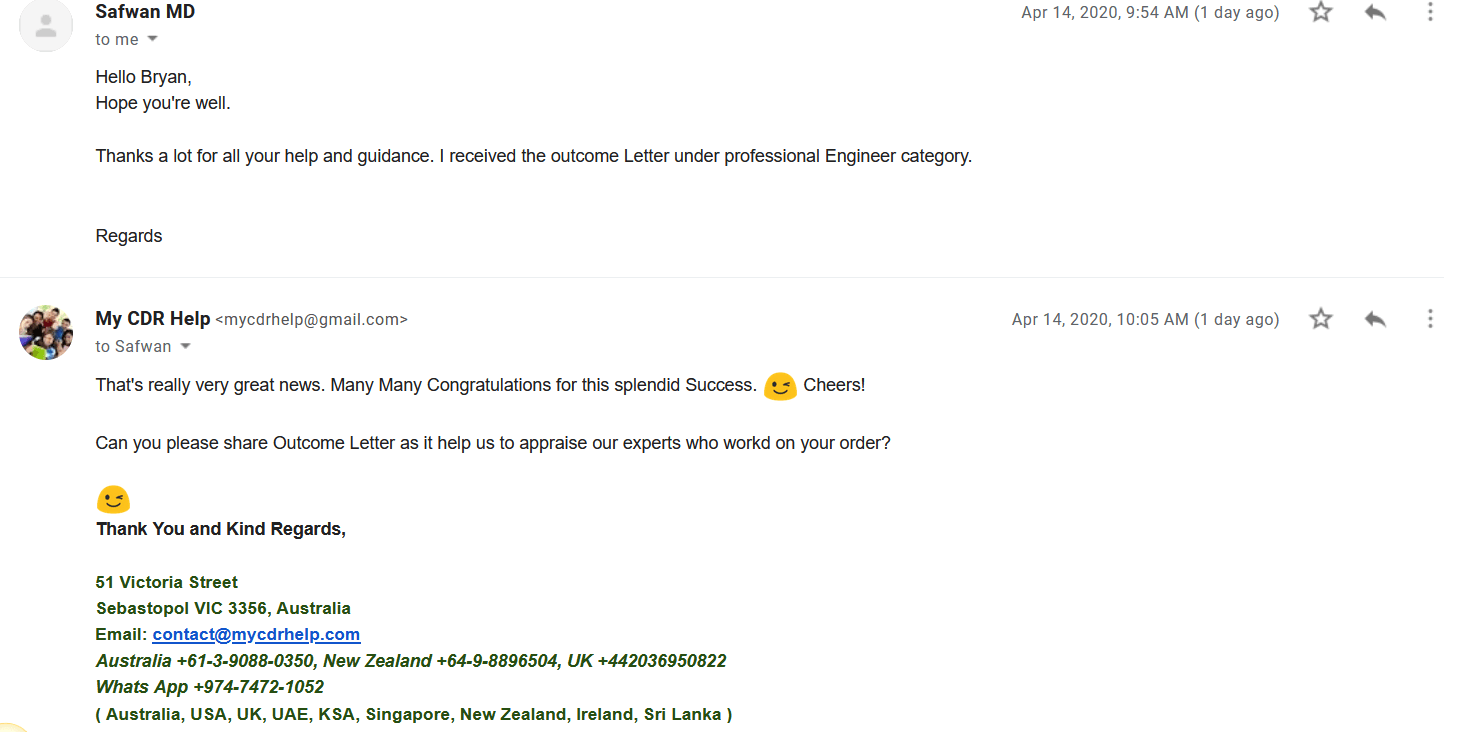 Safwan MD
Apr 14, 2020, 9:54 AM (1 day ago)
to me
Hello Bryan,
Hope you're well.
Thanks a lot for all your help and guidance. I received the outcome Letter under professional Engineer category.
Regards
My CDR Help <mycdrhelp@gmail.com>
Apr 14, 2020, 10:05 AM (1 day ago)
to Safwan
That's really very great news. Many Many Congratulations for this splendid Success. 😉 Cheers!
Can you please share Outcome Letter as it help us to appraise our experts who workd on your order?
😉
Thank You and Kind Regards,
51 Victoria Street
Sebastopol VIC 3356, Australia
Email: contact@mycdrhelp.com
Australia +61-3-9088-0350, New Zealand +64-9-8896504, UK +442036950822
Whats App +974-7472-1052
( Australia, USA, UK, UAE, KSA, Singapore, New Zealand, Ireland, Sri Lanka )